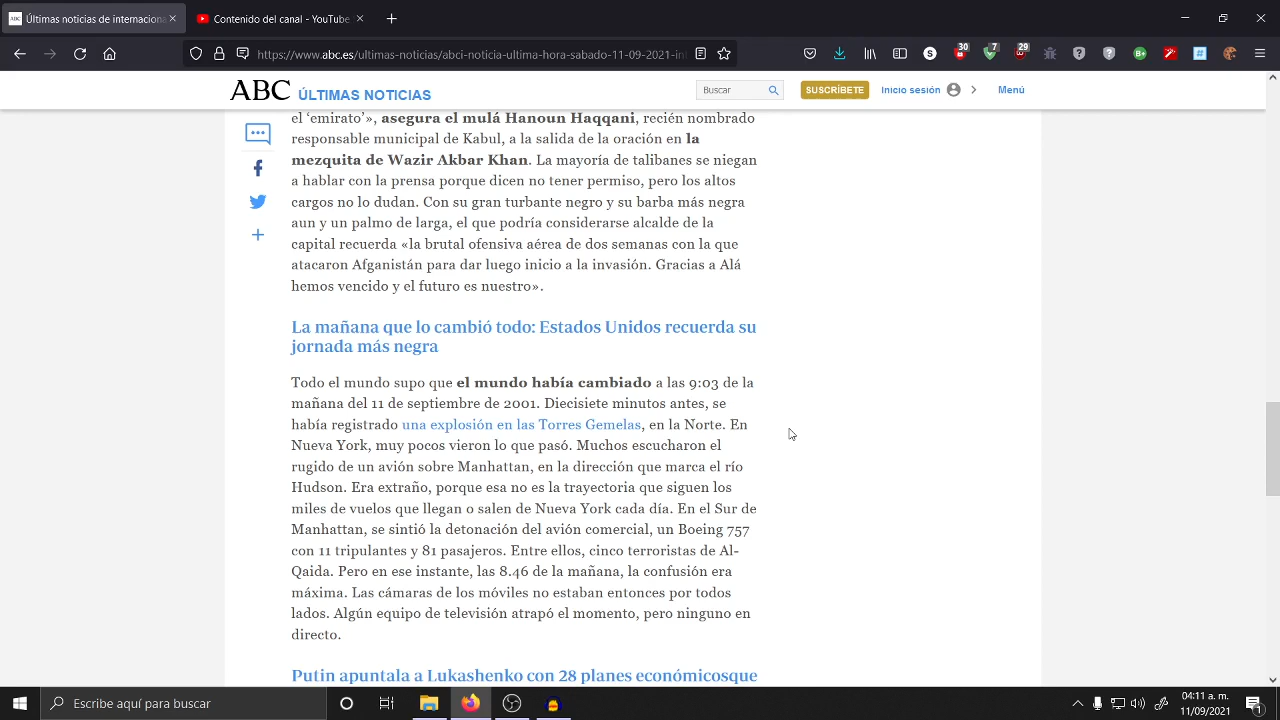 Últimas noticias de internaciona
Contenido del canal - YouTube
https://www.abc.es/ultimas-noticias/abci-ultima-hora-sabado-11-09-2021-int
30
7
29
ABC ÚLTIMAS NOTICIAS
Buscar
SUSCRÍBETE
Inicio sesión
Menú
el ‘emirato’», asegura el mulá Hanoun Haqqani, recién nombrado
responsable municipal de Kabul, a la salida de la oración en la
mezquita de Wazir Akbar Khan. La mayoría de talibanes se niegan
a hablar con la prensa porque dicen no tener permiso, pero los altos
cargos no lo dudan. Con su gran turbante negro y su barba más negra
aun y un palmo de larga, el que podría considerarse alcalde de la
capital recuerda «la brutal ofensiva aérea de dos semanas con la que
atacaron Afganistán para dar luego inicio a la invasión. Gracias a Alá
hemos vencido y el futuro es nuestro».
La mañana que lo cambió todo: Estados Unidos recuerda su
jornada más negra
Todo el mundo supo que el mundo había cambiado a las 9:03 de la
mañana del 11 de septiembre de 2001. Diecisiete minutos antes, se
había registrado una explosión en las Torres Gemelas, en la Norte. En
Nueva York, muy pocos vieron lo que pasó. Muchos escucharon el
rugido de un avión sobre Manhattan, en la dirección que marca el río
Hudson. Era extraño, porque esa no es la trayectoria que siguen los
miles de vuelos que llegan o salen de Nueva York cada día. En el Sur de
Manhattan, se sintió la detonación del avión comercial, un Boeing 757
con 11 tripulantes y 81 pasajeros. Entre ellos, cinco terroristas de Al-
Qaida. Pero en ese instante, las 8.46 de la mañana, la confusión era
máxima. Las cámaras de los móviles no estaban entonces por todos
lados. Algún equipo de televisión atrapó el momento, pero ninguno en
directo.
Putin apuntala a Lukashenko con 28 planes económicosque
Escribe aquí para buscar
04:11 a. m.
11/09/2021